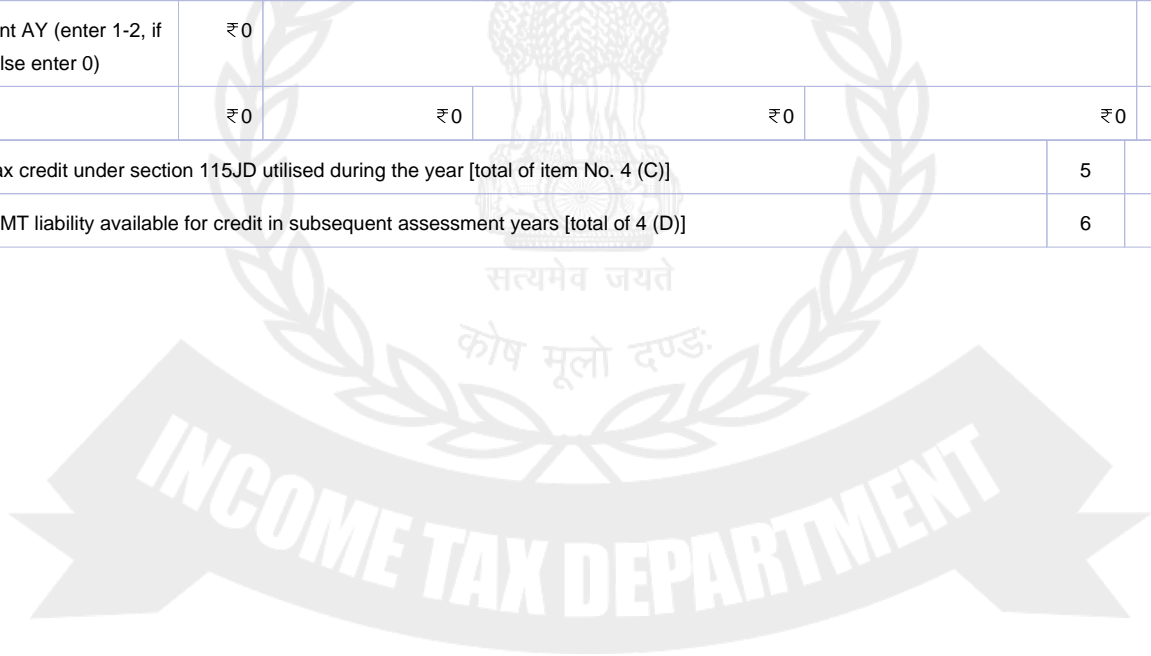 nt AY (enter 1-2, if ₹0
lse enter 0)
₹0 ₹0 ₹0 ₹0
ax credit under section 115JD utilised during the year [total of item No. 4 (C)] 5
MT liability available for credit in subsequent assessment years [total of 4 (D)] 6
सत्यमेव जयते
कोष मूलो दण्ड:
INCOME TAX DEPARTMENT